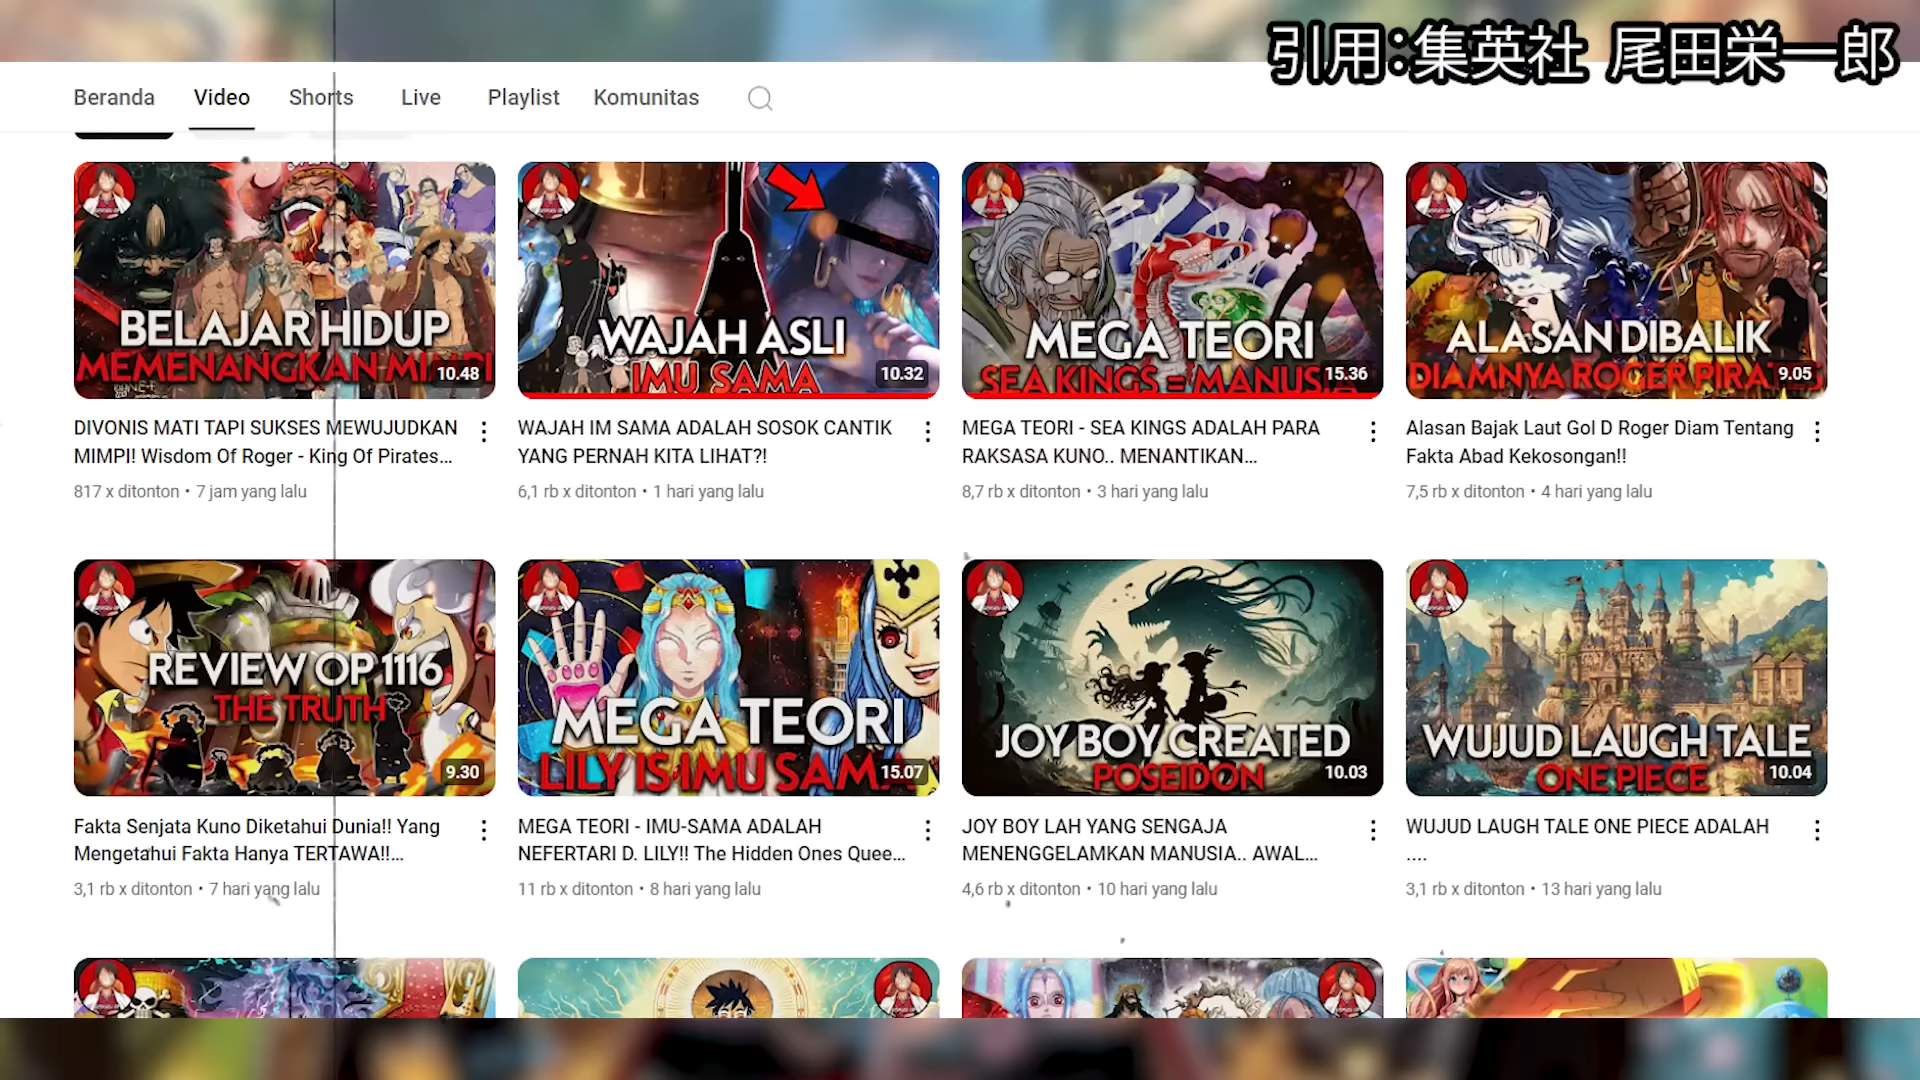 引用:集英社 尾田栄一郎
Beranda Video Shorts Live Playlist Komunitas
BELAJAR HIDUP
MEMENANGKAN MIMPI
10.48
WAJAH ASLI
IMU SAMA
10.32
MEGA TEORI
SEA KINGS = MANUSIA
15.36
ALASAN DIBALIK
DIAMNYA ROGER PIRATES
9.05
DIVONIS MATI TAPI SUKSES MEWUJUDKAN
MIMPI! Wisdom Of Roger - King Of Pirates...
817 x ditonton • 7 jam yang lalu
WAJAH IM SAMA ADALAH SOSOK CANTIK
YANG PERNAH KITA LIHAT?!
6,1 rb x ditonton • 1 hari yang lalu
MEGA TEORI - SEA KINGS ADALAH PARA
RAKSASA KUNO.. MENANTIKAN...
8,7 rb x ditonton • 3 hari yang lalu
Alasan Bajak Laut Gol D Roger Diam Tentang
Fakta Abad Kekosongan!!
7,5 rb x ditonton • 4 hari yang lalu
REVIEW OP 1116
THE TRUTH
9.30
MEGA TEORI
LILY IS IMU SAMA
15.07
JOY BOY CREATED
POSEIDON
10.03
WUJUD LAUGH TALE
ONE PIECE
10.04
Fakta Senjata Kuno Diketahui Dunia!! Yang
Mengetahui Fakta Hanya TERTAWA!!...
3,1 rb x ditonton • 7 hari yang lalu
MEGA TEORI - IMU-SAMA ADALAH
NEFERTARI D. LILY!! The Hidden Ones Quee...
11 rb x ditonton • 8 hari yang lalu
JOY BOY LAH YANG SENGAJA
MENENGGELAMKAN MANUSIA.. AWAL...
4,6 rb x ditonton • 10 hari yang lalu
WUJUD LAUGH TALE ONE PIECE ADALAH
....
3,1 rb x ditonton • 13 hari yang lalu